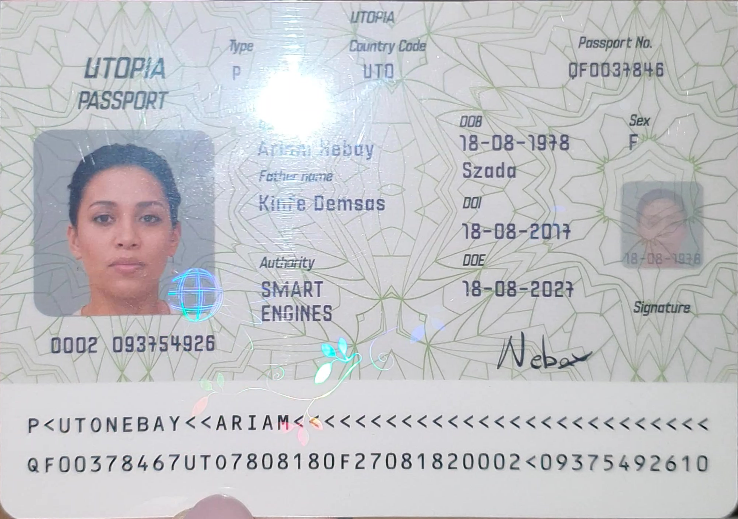 UTOPIA
Type Country Code Passport No.
P UTO QF0037846
UTOPIA
PASSPORT
DOB Sex
Ariam Nebay 18-08-1978 F
Father name Szada
Kinfe Demsas DOI
18-08-2017
18-08-1978
Authority DOE
SMART 18-08-2027
ENGINES
Signature
0002 093754926
Nebay
P<UTONEBAY<<ARIAM<<<<<<<<<<<<<<<<<<<<<<<<<<<
QF00378467UTO7808180F27081820002<09375492610